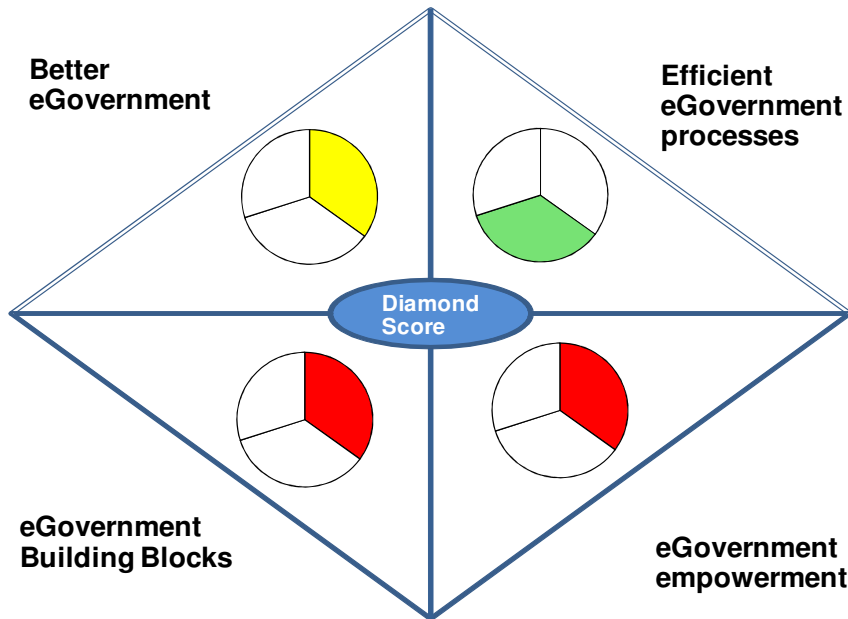 Better
eGovernment
Efficient
eGovernment
processes
Diamond
Score
eGovernment
Building Blocks
eGovernment
empowerment